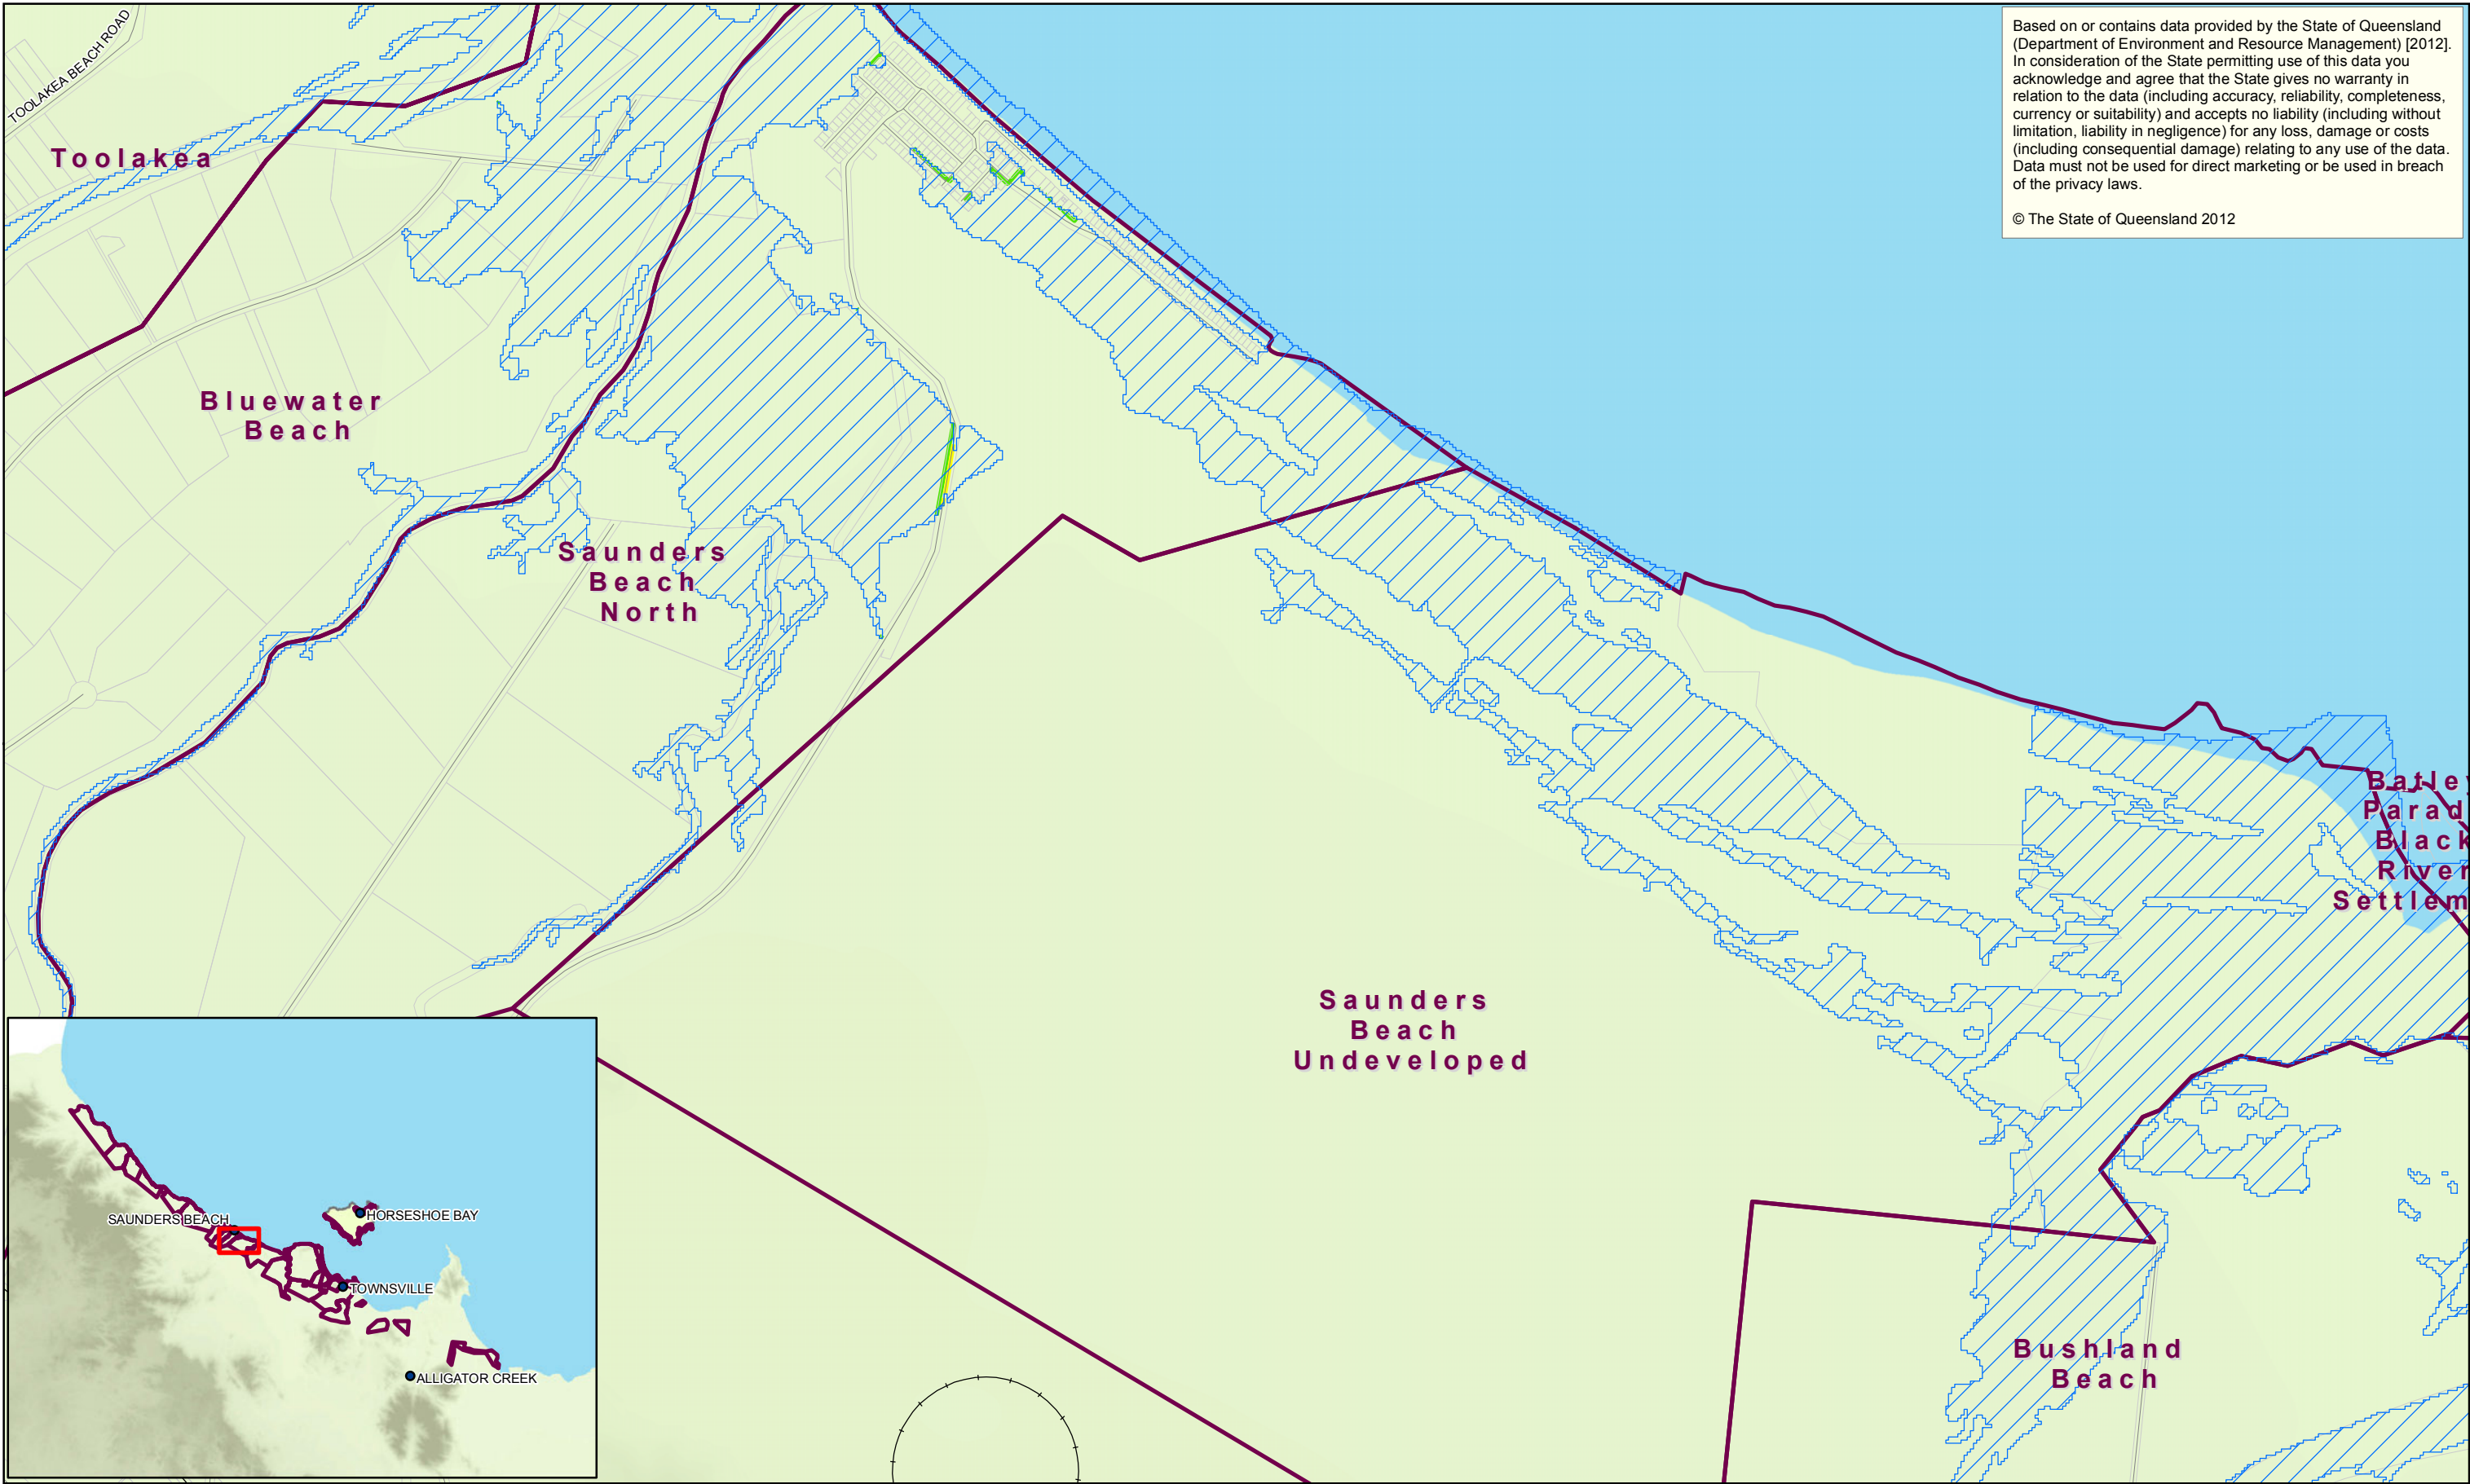 TOOLAKEA BEACH ROAD
Toolakea
Based on or contains data provided by the State of Queensland
(Department of Environment and Resource Management) [2012].
In consideration of the State permitting use of this data you
acknowledge and agree that the State gives no warranty in
relation to the data (including accuracy, reliability, completeness,
currency or suitability) and accepts no liability (including without
limitation, liability in negligence) for any loss, damage or costs
(including consequential damage) relating to any use of the data.
Data must not be used for direct marketing or be used in breach
of the privacy laws.
© The State of Queensland 2012
Bluewater
Beach
Saunders
Beach
North
Black
River
Saunders
Beach
Undeveloped
Bushland
Beach
SAUNDERS BEACH
HORSESHOE BAY
TOWNSVILLE
ALLIGATOR CREEK